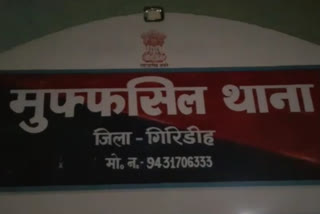 मुफ्फसिल थाना
जिला - गिरिडीह
मो. न.- 9431706333